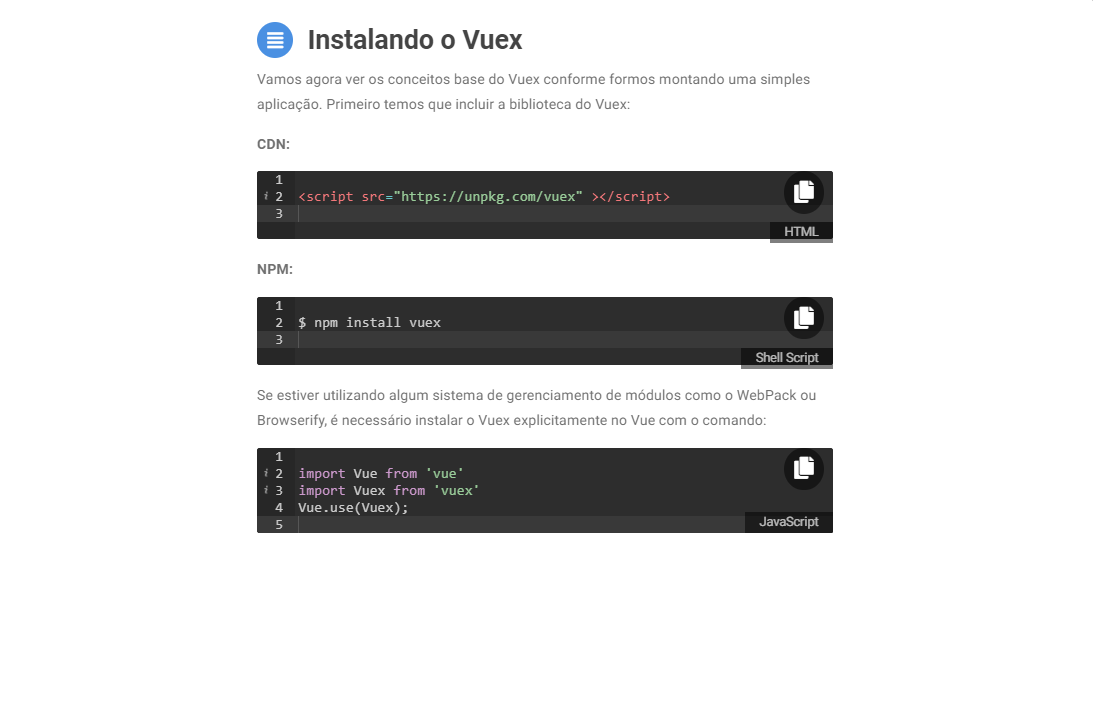 Instalando o Vuex
Vamos agora ver os conceitos base do Vuex conforme formos montando uma simples
aplicação. Primeiro temos que incluir a biblioteca do Vuex:
CDN:
1
i 2 <script src="https://unpkg.com/vuex" ></script>
3
HTML
NPM:
1
2 $ npm install vuex
3
Shell Script
Se estiver utilizando algum sistema de gerenciamento de módulos como o WebPack ou
Browserify, é necessário instalar o Vuex explicitamente no Vue com o comando:
1
i 2 import Vue from 'vue'
i 3 import Vuex from 'vuex'
4 Vue.use(Vuex);
5
JavaScript